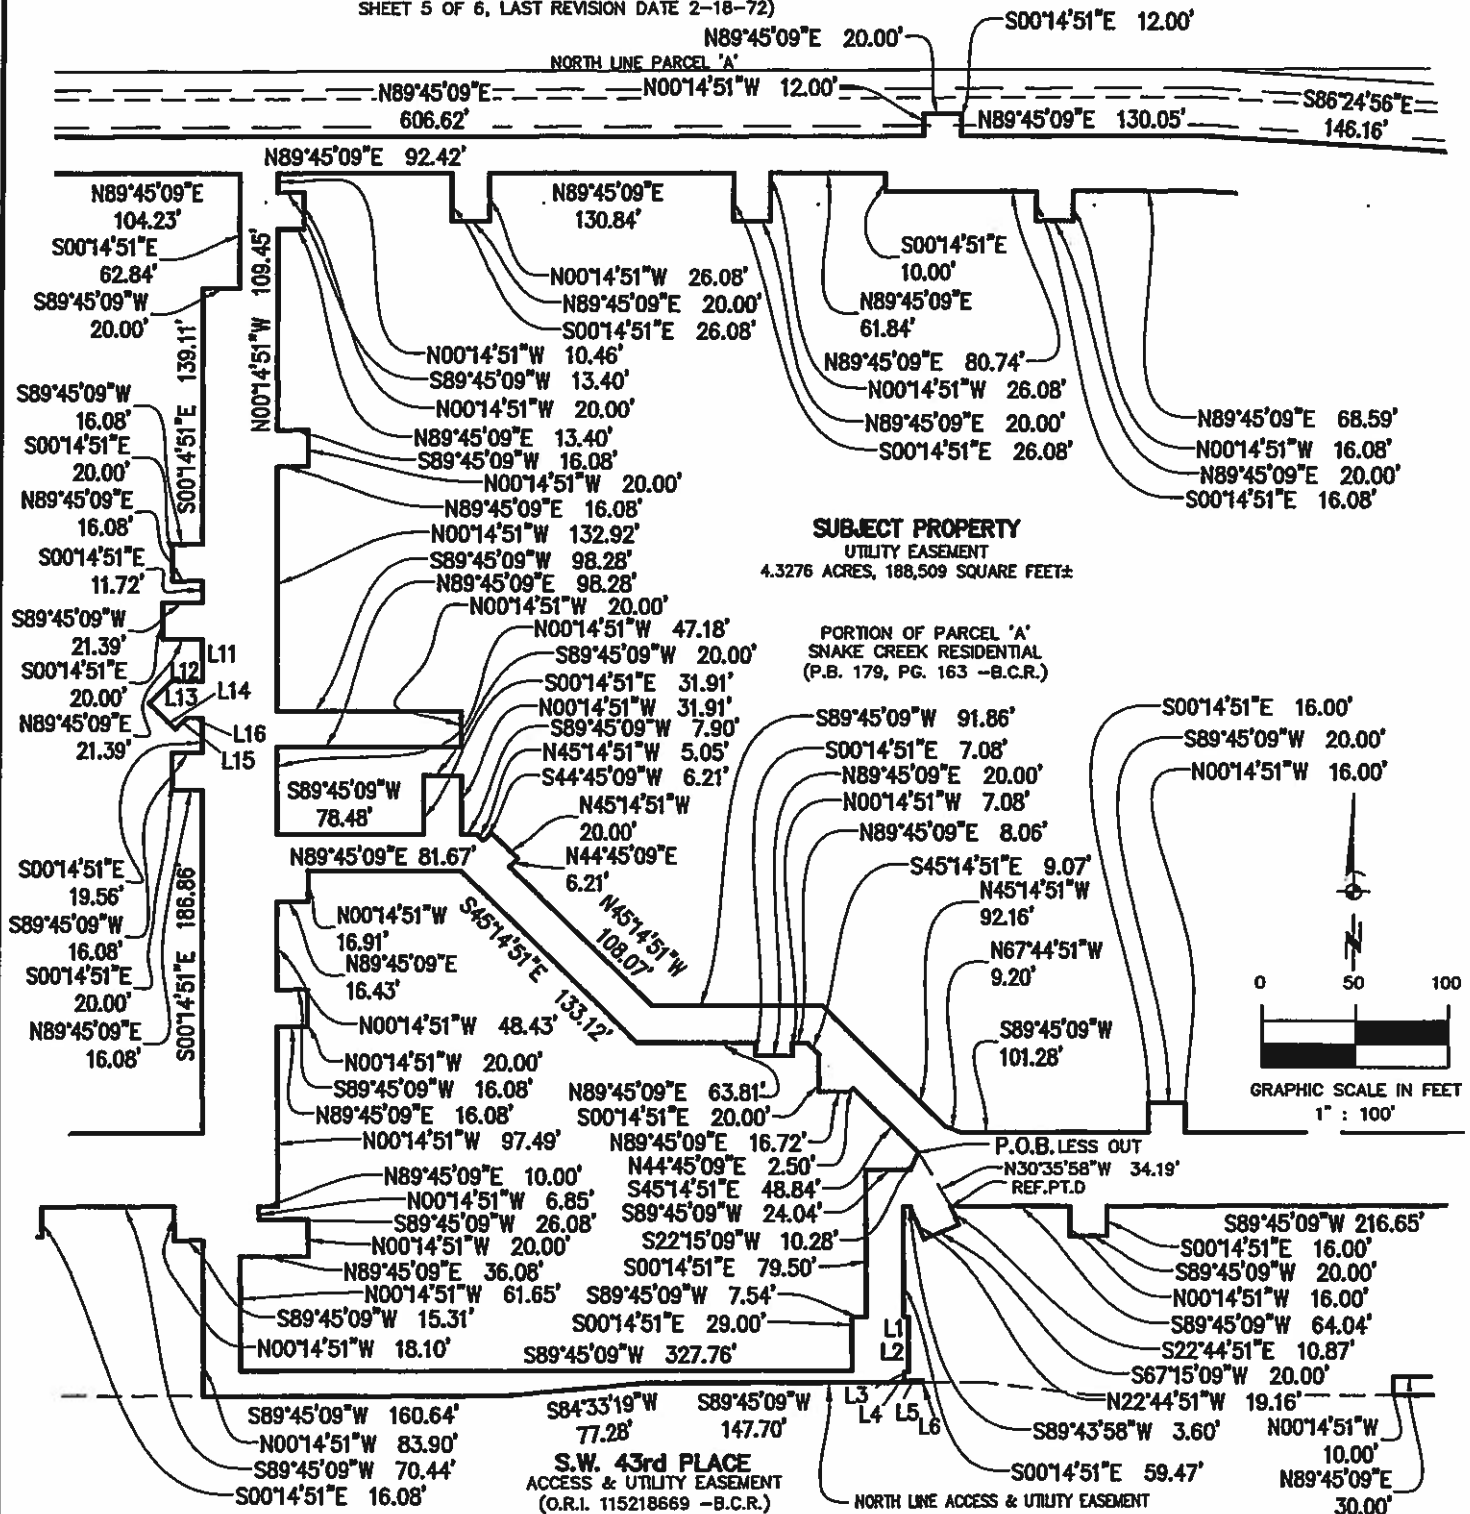 SHEET 5 OF 6, LAST REVISION DATE 2-18-72)
N89°45'09"E 20.00'
S00°14'51"E 12.00'
NORTH LINE PARCEL 'A'
N89°45'09"E
606.62'
N00°14'51"W 12.00'
N89°45'09"E 130.05'
S86°24'56"E
146.16'
N89°45'09"E 92.42'
N89°45'09"E
104.23'
S00°14'51"E
62.84'
S89°45'09"W
20.00'
N00°14'51"W 109.45'
S00°14'51"E 139.11'
N89°45'09"E
130.84'
N00°14'51"W 26.08'
N89°45'09"E 20.00'
S00°14'51"E 26.08'
S00°14'51"E
10.00'
N89°45'09"E
61.84'
N89°45'09"E 80.74'
N00°14'51"W 26.08'
N89°45'09"E 20.00'
S00°14'51"E 26.08'
N89°45'09"E 68.59'
N00°14'51"W 16.08'
N89°45'09"E 20.00'
S00°14'51"E 16.08'
N00°14'51"W 10.46'
S89°45'09"W 13.40'
N00°14'51"W 20.00'
N89°45'09"E 13.40'
S89°45'09"W 16.08'
N00°14'51"W 20.00'
N89°45'09"E 16.08'
N00°14'51"W 132.92'
S89°45'09"W 98.28'
N89°45'09"E 98.28'
N00°14'51"W 20.00'
N00°14'51"W 47.18'
S89°45'09"W 20.00'
S00°14'51"E 31.91'
N00°14'51"W 31.91'
S89°45'09"W 7.90'
N45°14'51"W 5.05'
S44°45'09"W 6.21'
N45°14'51"W
20.00'
N44°45'09"E
6.21'
S89°45'09"W
16.08'
S00°14'51"E
20.00'
N89°45'09"E
16.08'
S00°14'51"E
11.72'
S89°45'09"W
21.39'
S00°14'51"E
20.00'
N89°45'09"E
21.39'
L11
L12
L13
L14
L16
L15
SUBJECT PROPERTY
UTILITY EASEMENT
4.3276 ACRES, 188,509 SQUARE FEET±
PORTION OF PARCEL 'A'
SNAKE CREEK RESIDENTIAL
(P.B. 179, PG. 163 -B.C.R.)
S89°45'09"W
78.48'
N89°45'09"E 81.67'
S00°14'51"E
19.56'
S89°45'09"W
16.08'
S00°14'51"E
20.00'
N89°45'09"E
16.08'
S00°14'51"E 186.86'
N00°14'51"W
16.91'
N89°45'09"E
16.43'
N00°14'51"W 48.43'
N00°14'51"W 20.00'
S89°45'09"W 16.08'
N89°45'09"E 16.08'
N00°14'51"W 97.49'
S45°14'51"E 133.12'
N45°14'51"W
108.07'
S89°45'09"W 91.86'
S00°14'51"E 7.08'
N89°45'09"E 20.00'
N00°14'51"W 7.08'
N89°45'09"E 8.06'
S45°14'51"E 9.07'
N45°14'51"W
92.16'
N67°44'51"W
9.20'
S89°45'09"W
101.28'
S00°14'51"E 16.00'
S89°45'09"W 20.00'
N00°14'51"W 16.00'
N
0 50 100
GRAPHIC SCALE IN FEET
1" : 100'
N89°45'09"E 63.81'
S00°14'51"E 20.00'
N89°45'09"E 16.72'
N44°45'09"E 2.50'
S45°14'51"E 48.84'
S89°45'09"W 24.04'
S22°15'09"W 10.28'
S00°14'51"E 79.50'
S89°45'09"W 7.54'
S00°14'51"E 29.00'
S89°45'09"W 327.76'
P.O.B. LESS OUT
N30°35'58"W 34.19'
REF.PT.D
N89°45'09"E 10.00'
N00°14'51"W 6.85'
S89°45'09"W 26.08'
N00°14'51"W 20.00'
N89°45'09"E 36.08'
N00°14'51"W 61.65'
S89°45'09"W 15.31'
N00°14'51"W 18.10'
S89°45'09"W 216.65'
S00°14'51"E 16.00'
S89°45'09"W 20.00'
N00°14'51"W 16.00'
S89°45'09"W 64.04'
S22°44'51"E 10.87'
S67°15'09"W 20.00'
N22°44'51"W 19.16'
S89°43'58"W 3.60'
S00°14'51"E 59.47'
L1
L2
L3
L4
L5
L6
S89°45'09"W 160.64'
N00°14'51"W 83.90'
S89°45'09"W 70.44'
S00°14'51"E 16.08'
S84°33'19"W
77.28'
S89°45'09"W
147.70'
S.W. 43rd PLACE
ACCESS & UTILITY EASEMENT
(O.R.I. 115218669 -B.C.R.)
NORTH LINE ACCESS & UTILITY EASEMENT
N00°14'51"W
10.00'
N89°45'09"E
30.00'